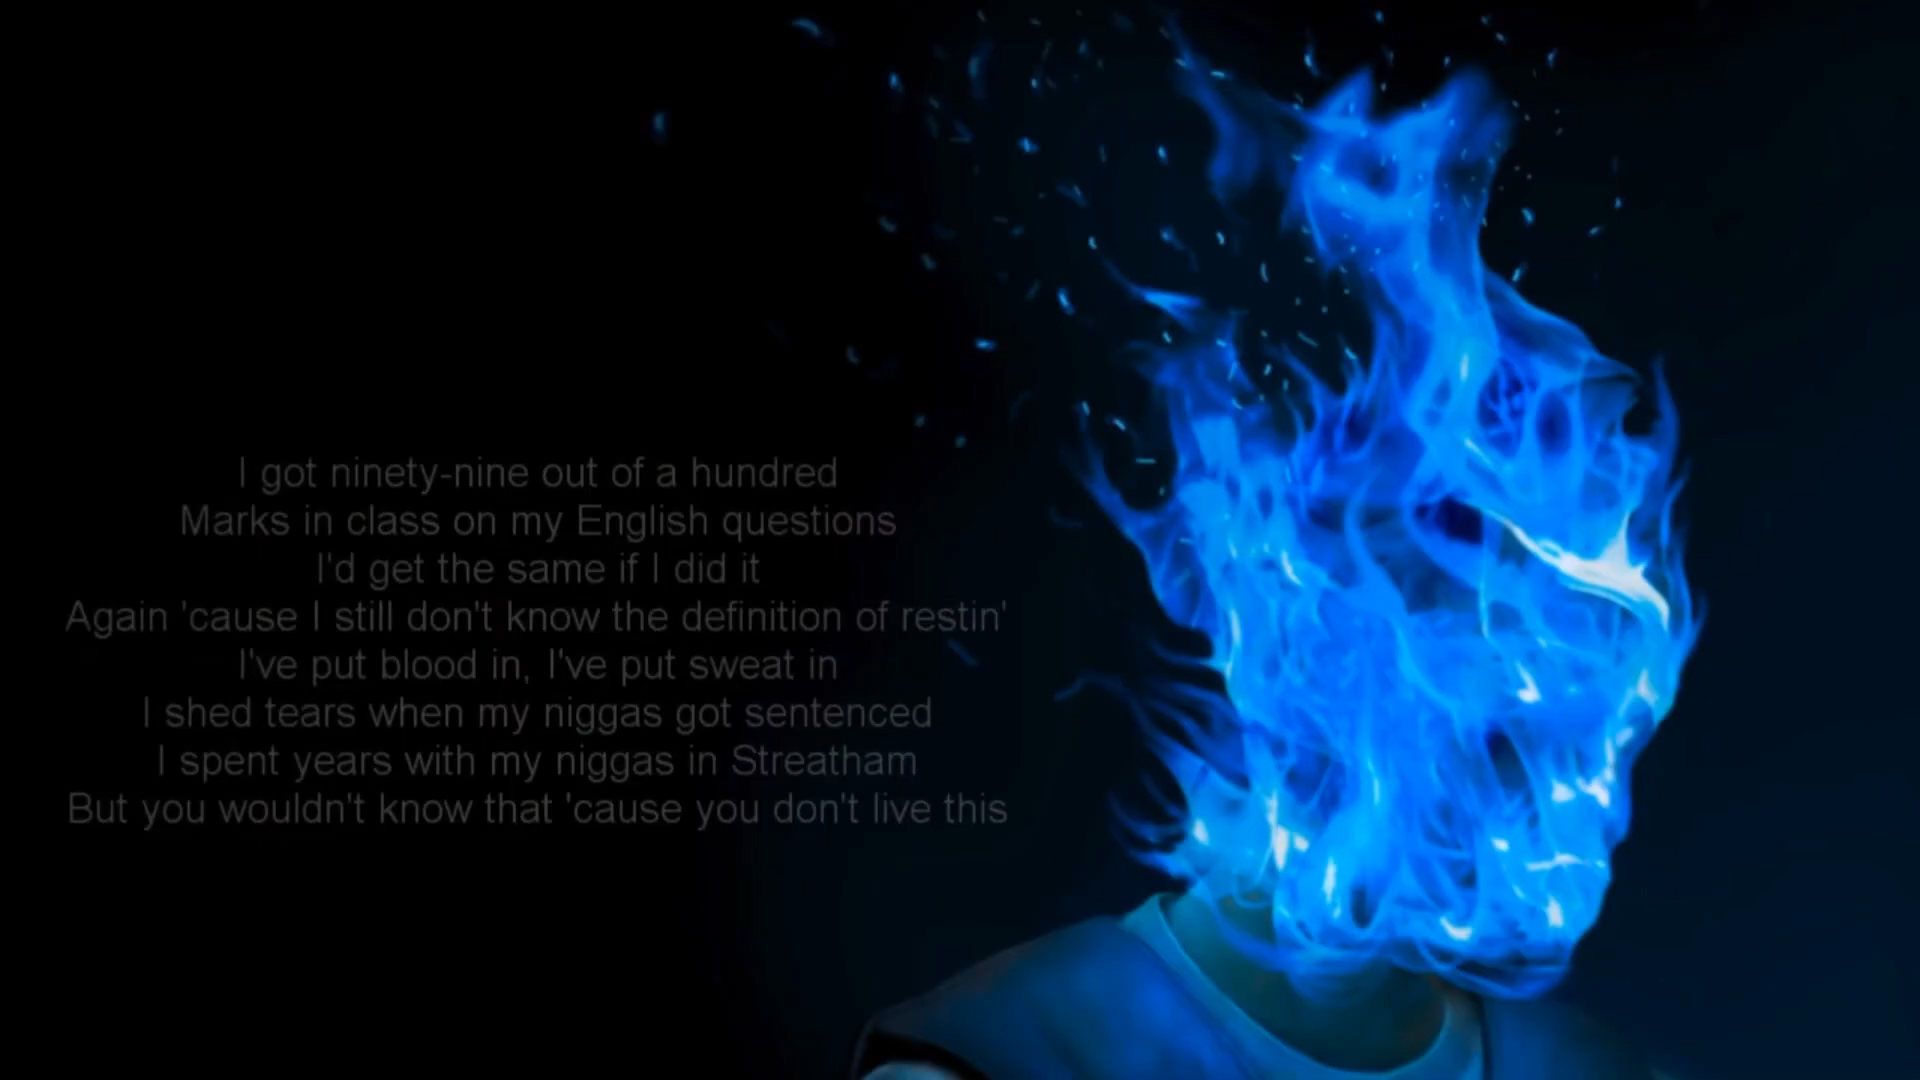 I got ninety-nine out of a hundred
Marks in class on my English questions
I'd get the same if I did it
Again 'cause I still don't know the definition of restin'
I've put blood in, I've put sweat in
I shed tears when my niggas got sentenced
I spent years with my niggas in Streatham
But you wouldn't know that 'cause you don't live this